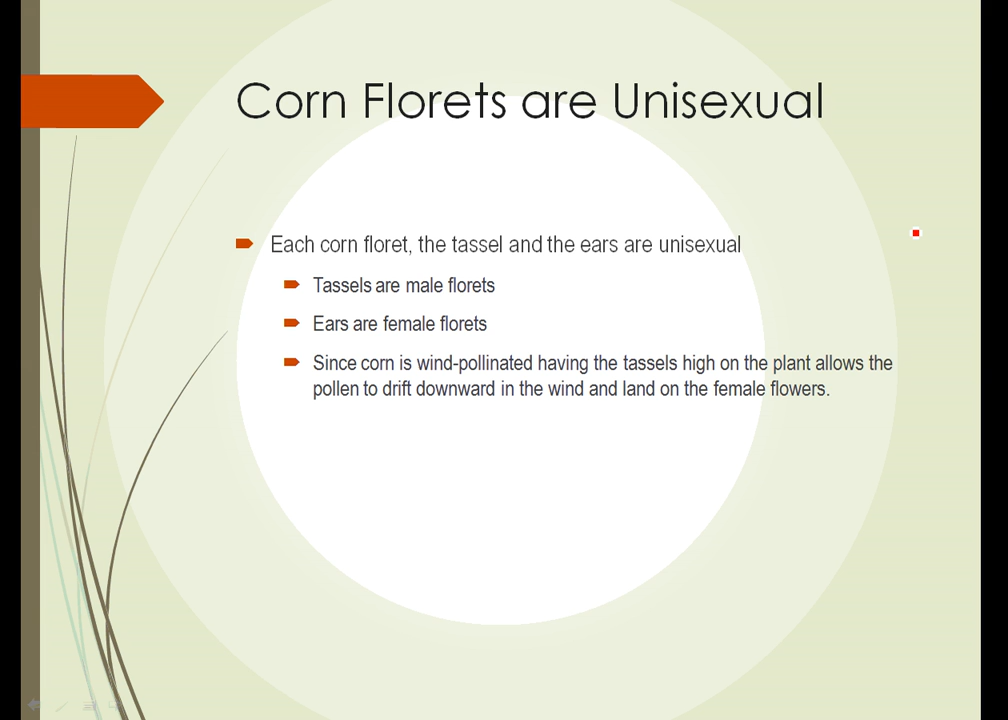 Corn Florets are Unisexual
Each corn floret, the tassel and the ears are unisexual
Tassels are male florets
Ears are female florets
Since corn is wind-pollinated having the tassels high on the plant allows the
pollen to drift downward in the wind and land on the female flowers.